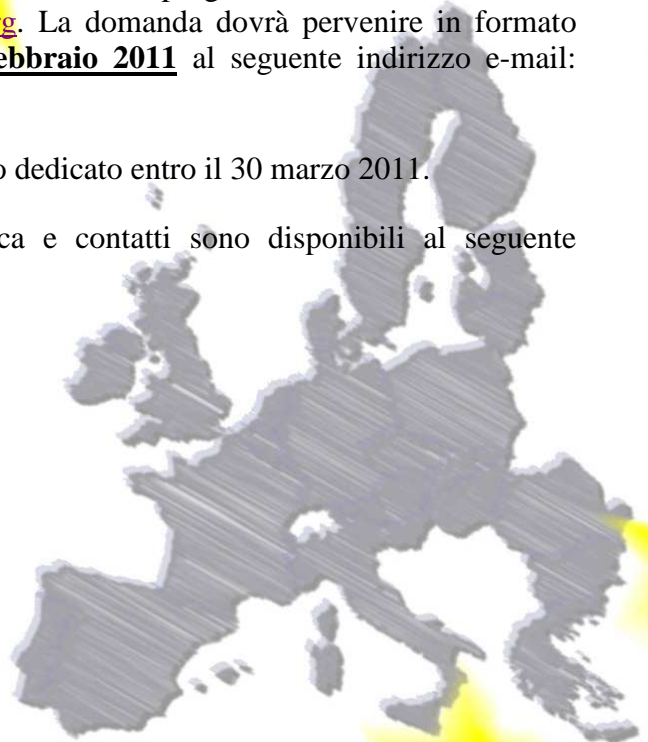 rg. La domanda dovrà pervenire in formato
ebbraio 2011 al seguente indirizzo e-mail:
o dedicato entro il 30 marzo 2011.
ca e contatti sono disponibili al seguente